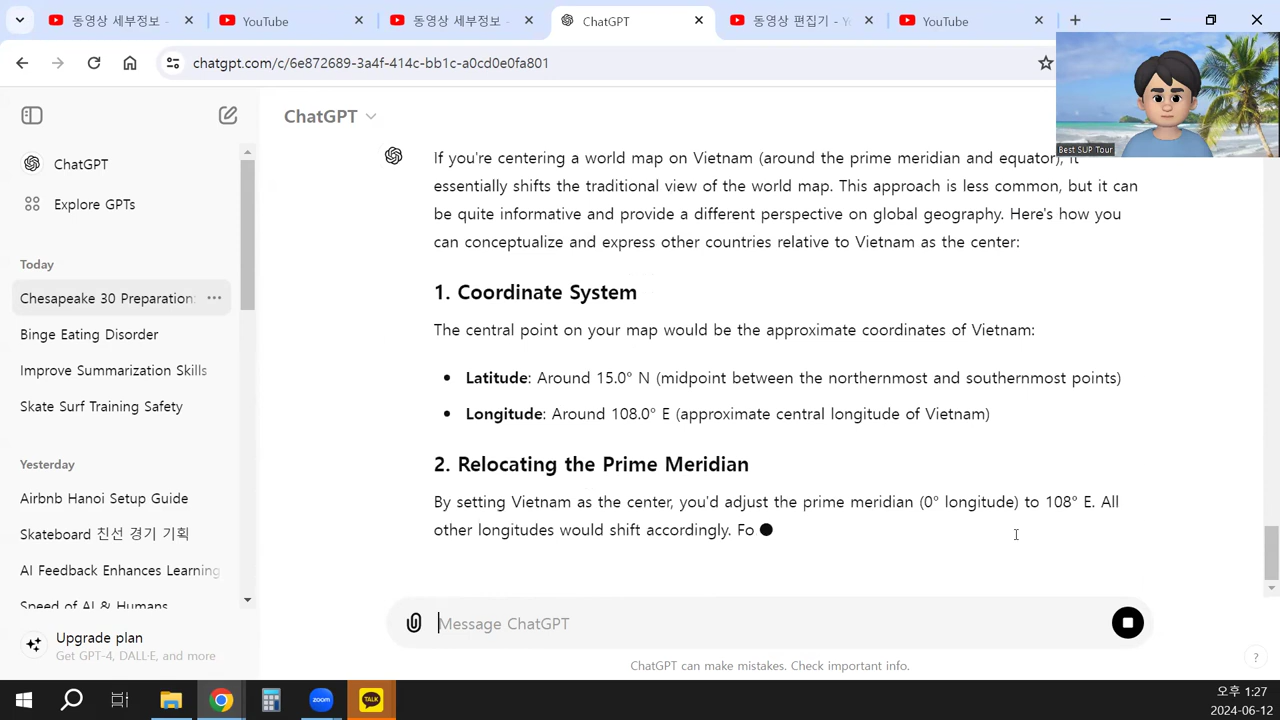 동영상 세부정보 -
YouTube
동영상 세부정보 -
ChatGPT
동영상 편집기 - Y
YouTube
chatgpt.com/c/6e872689-3a4f-414c-bb1c-a0cd0e0fa801
Best SUP Tour
ChatGPT
ChatGPT
Explore GPTs
Today
Chesapeake 30 Preparation:
Binge Eating Disorder
Improve Summarization Skills
Skate Surf Training Safety
Yesterday
Airbnb Hanoi Setup Guide
Skateboard 친선 경기 기획
AI Feedback Enhances Learning
Speed of AI & Humans
Upgrade plan
Get GPT-4, DALL·E, and more
If you're centering a world map on Vietnam (around the prime meridian and equator), it
essentially shifts the traditional view of the world map. This approach is less common, but it can
be quite informative and provide a different perspective on global geography. Here's how you
can conceptualize and express other countries relative to Vietnam as the center:
1. Coordinate System
The central point on your map would be the approximate coordinates of Vietnam:
• Latitude: Around 15.0° N (midpoint between the northernmost and southernmost points)
• Longitude: Around 108.0° E (approximate central longitude of Vietnam)
2. Relocating the Prime Meridian
By setting Vietnam as the center, you'd adjust the prime meridian (0° longitude) to 108° E. All
other longitudes would shift accordingly. Fo
Message ChatGPT
ChatGPT can make mistakes. Check important info.
?
zoom
TALK
오후 1:27
2024-06-12